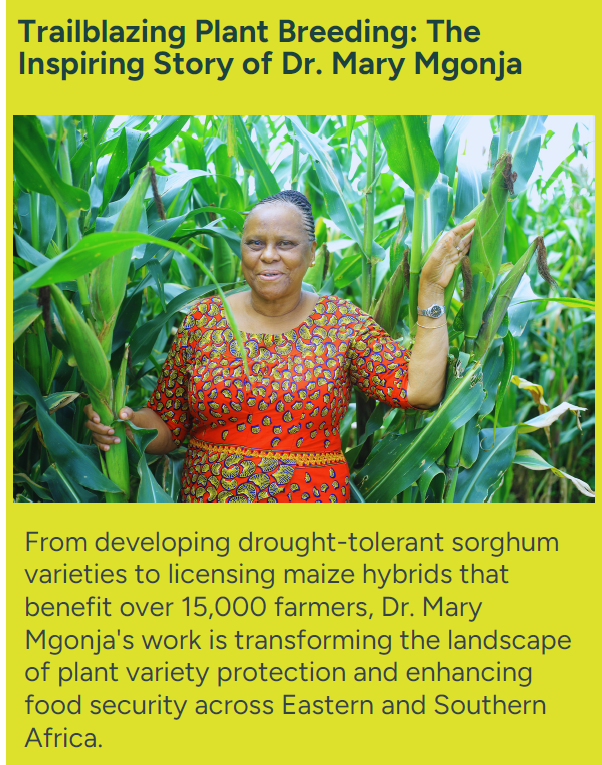 Trailblazing Plant Breeding: The
Inspiring Story of Dr. Mary Mgonja
From developing drought-tolerant sorghum
varieties to licensing maize hybrids that
benefit over 15,000 farmers, Dr. Mary
Mgonja's work is transforming the landscape
of plant variety protection and enhancing
food security across Eastern and Southern
Africa.